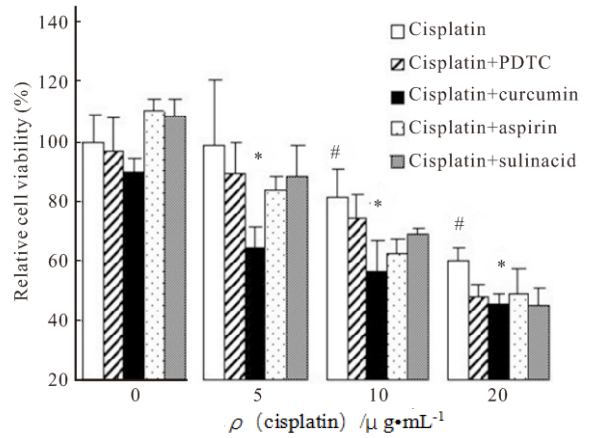 140
120
100
80
60
40
20
Relative cell viability (%)
Cisplatin
Cisplatin+PDTC
Cisplatin+curcumin
Cisplatin+aspirin
Cisplatin+sulinacid
*
#
*
#
*
0 5 10 20
ρ (cisplatin) /μ g•mL-1